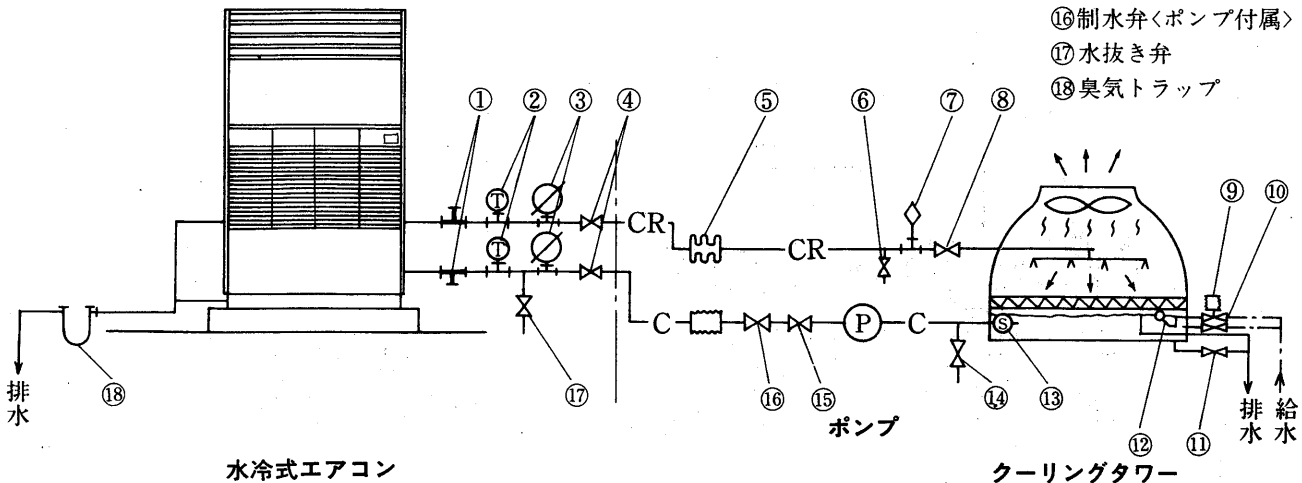 ⑯制水弁<ポンプ付属>
⑰水抜き弁
⑱臭気トラップ
① ② ③ ④ ⑤ ⑥ ⑦ ⑧ ⑨ ⑩
T
CR
CR
T
C
P
C
S
⑱
排水
⑰
⑯ ⑮
⑭ ⑬ ⑫ ⑪
排水
給水
ポンプ
水冷式エアコン
クーリングタワー